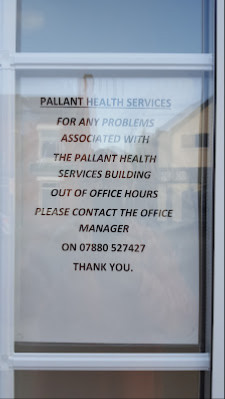 PALLANT HEALTH SERVICES
FOR ANY PROBLEMS
ASSOCIATED WITH
THE PALLANT HEALTH
SERVICES BUILDING
OUT OF OFFICE HOURS
PLEASE CONTACT THE OFFICE
MANAGER
ON 07880 527427
THANK YOU.